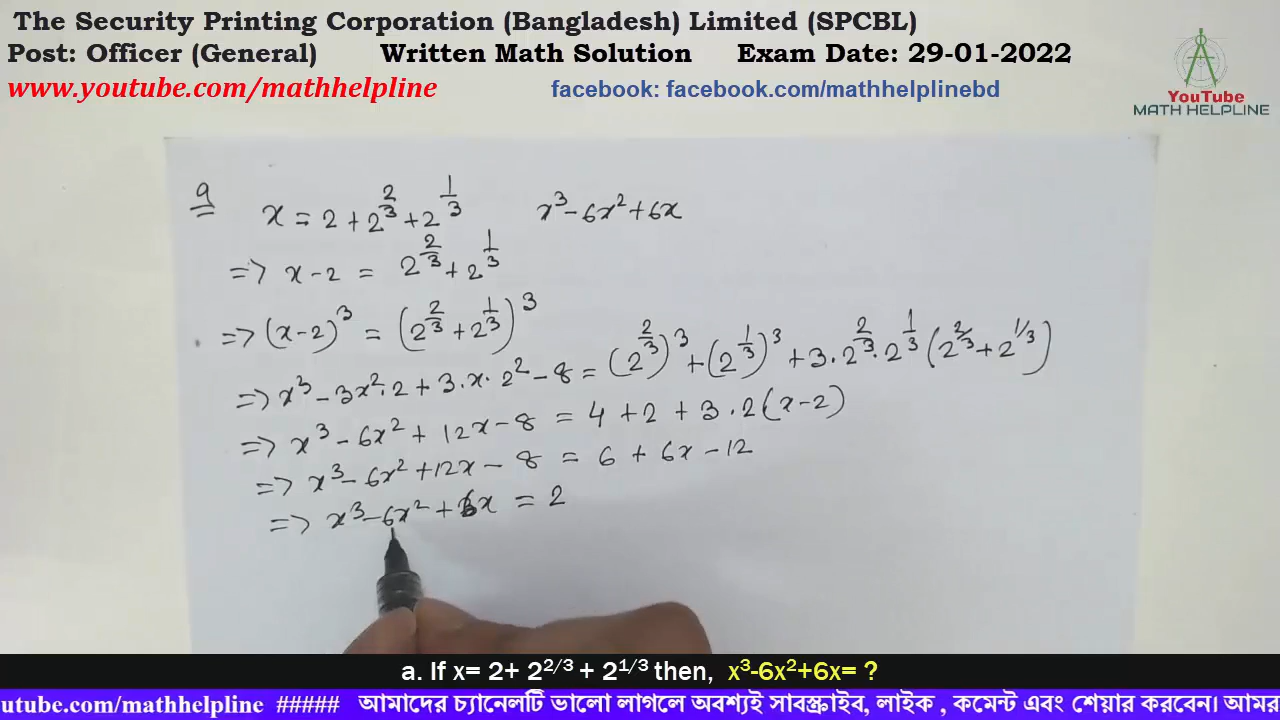 The Security Printing Corporation (Bangladesh) Limited (SPCBL)
Post: Officer (General) Written Math Solution Exam Date: 29-01-2022
www.youtube.com/mathhelpline facebook: facebook.com/mathhelplinebd
YouTube
MATH HELPLINE
9 x = 2 + 2^(2/3) + 2^(1/3) x³ - 6x² + 6x
=> x - 2 = 2^(2/3) + 2^(1/3)
=> (x-2)³ = (2^(2/3) + 2^(1/3))³
=> x³ - 3x²·2 + 3·x·2² - 8 = (2^(2/3))³ + (2^(1/3))³ + 3·2^(2/3)·2^(1/3)(2^(2/3) + 2^(1/3))
=> x³ - 6x² + 12x - 8 = 4 + 2 + 3·2(x-2)
=> x³ - 6x² + 12x - 8 = 6 + 6x - 12
=> x³ - 6x² + 6x = 2
a. If x= 2+ 2^(2/3) + 2^(1/3) then, x³-6x²+6x= ?
utube.com/mathhelpline ##### আমাদের চ্যানেলটি ভালো লাগলে অবশ্যই সাবস্ক্রাইব, লাইক , কমেন্ট এবং শেয়ার করবেন। আমর